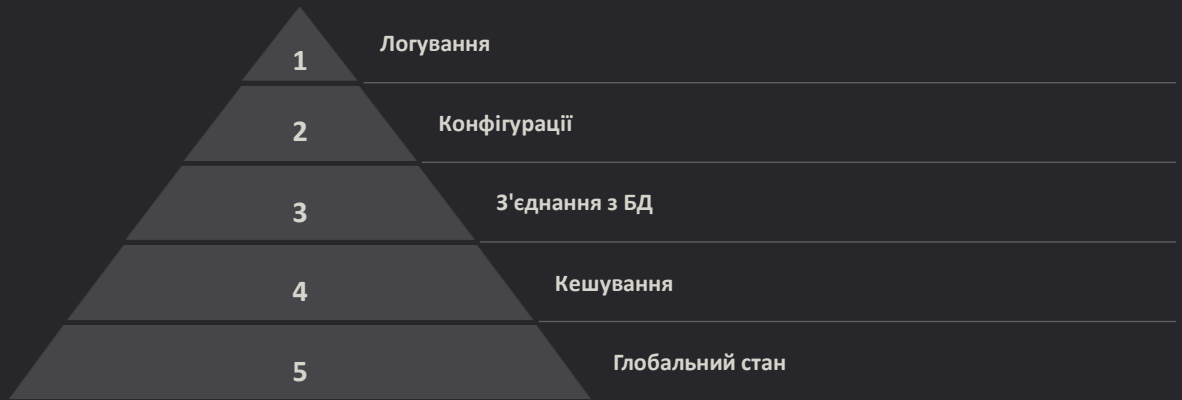 1
Логування
2
Конфігурації
3
З'єднання з БД
4
Кешування
5
Глобальний стан